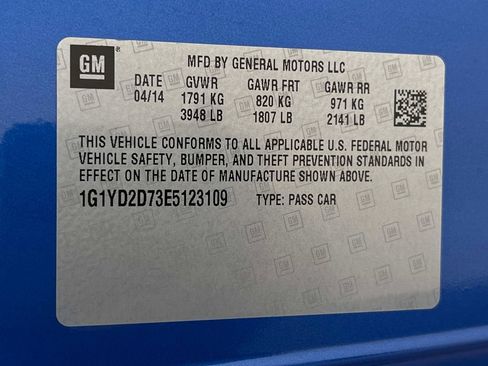 GM
MFD BY GENERAL MOTORS LLC
DATE GVWR GAWR FRT GAWR RR
04/14 1791 KG 820 KG 971 KG
3948 LB 1807 LB 2141 LB
THIS VEHICLE CONFORMS TO ALL APPLICABLE U.S. FEDERAL MOTOR
VEHICLE SAFETY, BUMPER, AND THEFT PREVENTION STANDARDS IN
EFFECT ON THE DATE OF MANUFACTURE SHOWN ABOVE.
1G1YD2D73E5123109 TYPE: PASS CAR